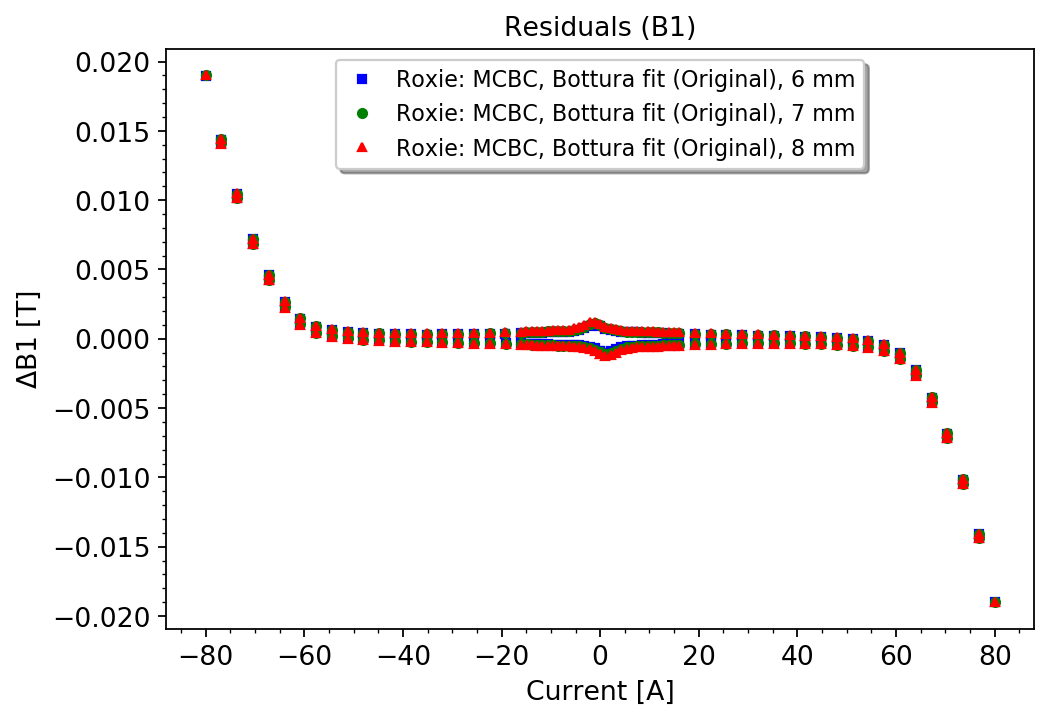 Residuals (B1)
Roxie: MCBC, Bottura fit (Original), 6 mm
Roxie: MCBC, Bottura fit (Original), 7 mm
Roxie: MCBC, Bottura fit (Original), 8 mm
ΔB1 [T]
0.020
0.015
0.010
0.005
0.000
−0.005
−0.010
−0.015
−0.020
−80 −60 −40 −20 0 20 40 60 80
Current [A]